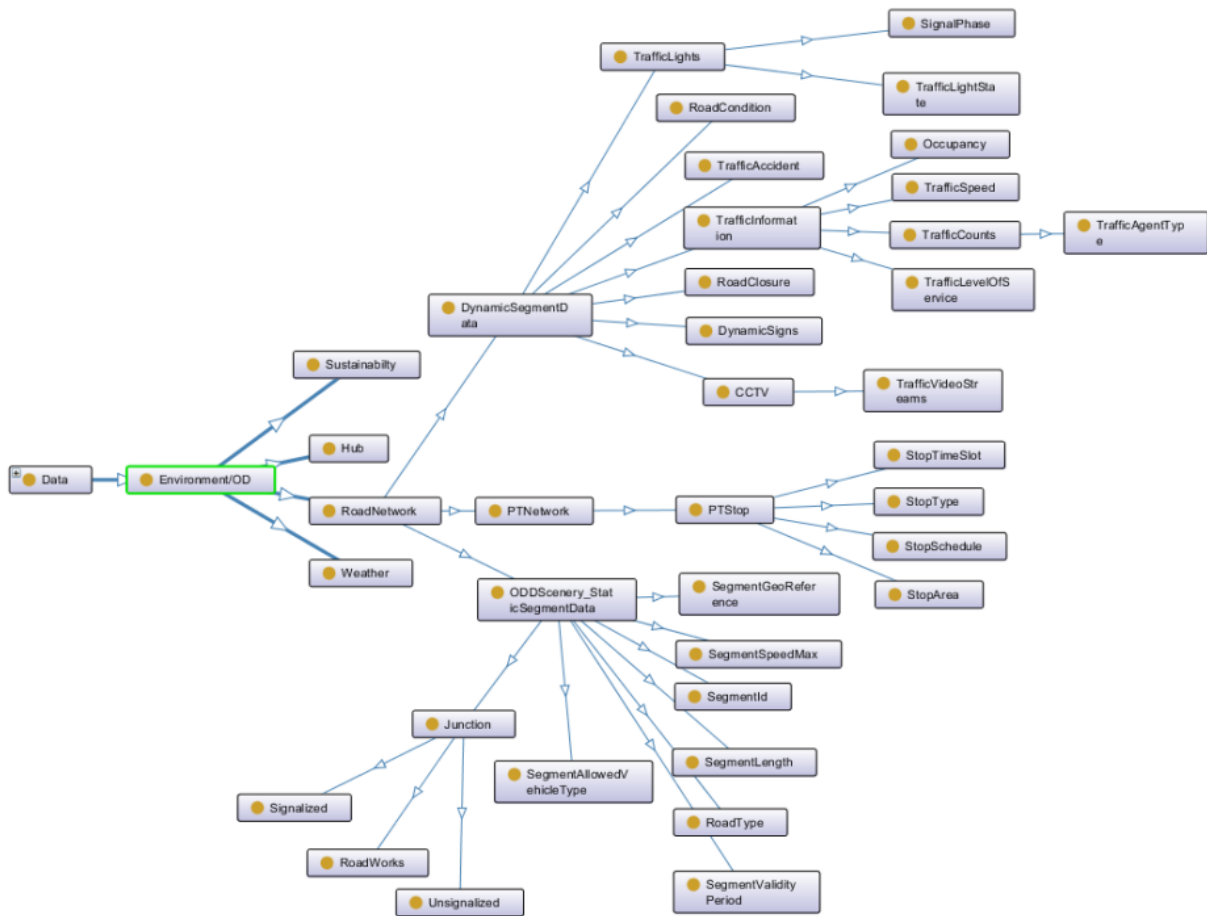 SignalPhase
TrafficLights
TrafficLightSta
te
RoadCondition
Occupancy
TrafficAccident
TrafficSpeed
TrafficInformat
ion
TrafficCounts
TrafficAgentTyp
e
RoadClosure
TrafficLevelOfS
ervice
DynamicSegmentD
ata
DynamicSigns
Sustainabilty
CCTV
TrafficVideoStr
eams
Hub
StopTimeSlot
Data
Environment/OD
RoadNetwork
PTNetwork
PTStop
StopType
StopSchedule
Weather
StopArea
ODDScenery_Stat
icSegmentData
SegmentGeoRefer
ence
SegmentSpeedMax
SegmentId
Junction
SegmentLength
SegmentAllowedV
ehicleType
Signalized
RoadType
RoadWorks
SegmentValidity
Period
Unsignalized